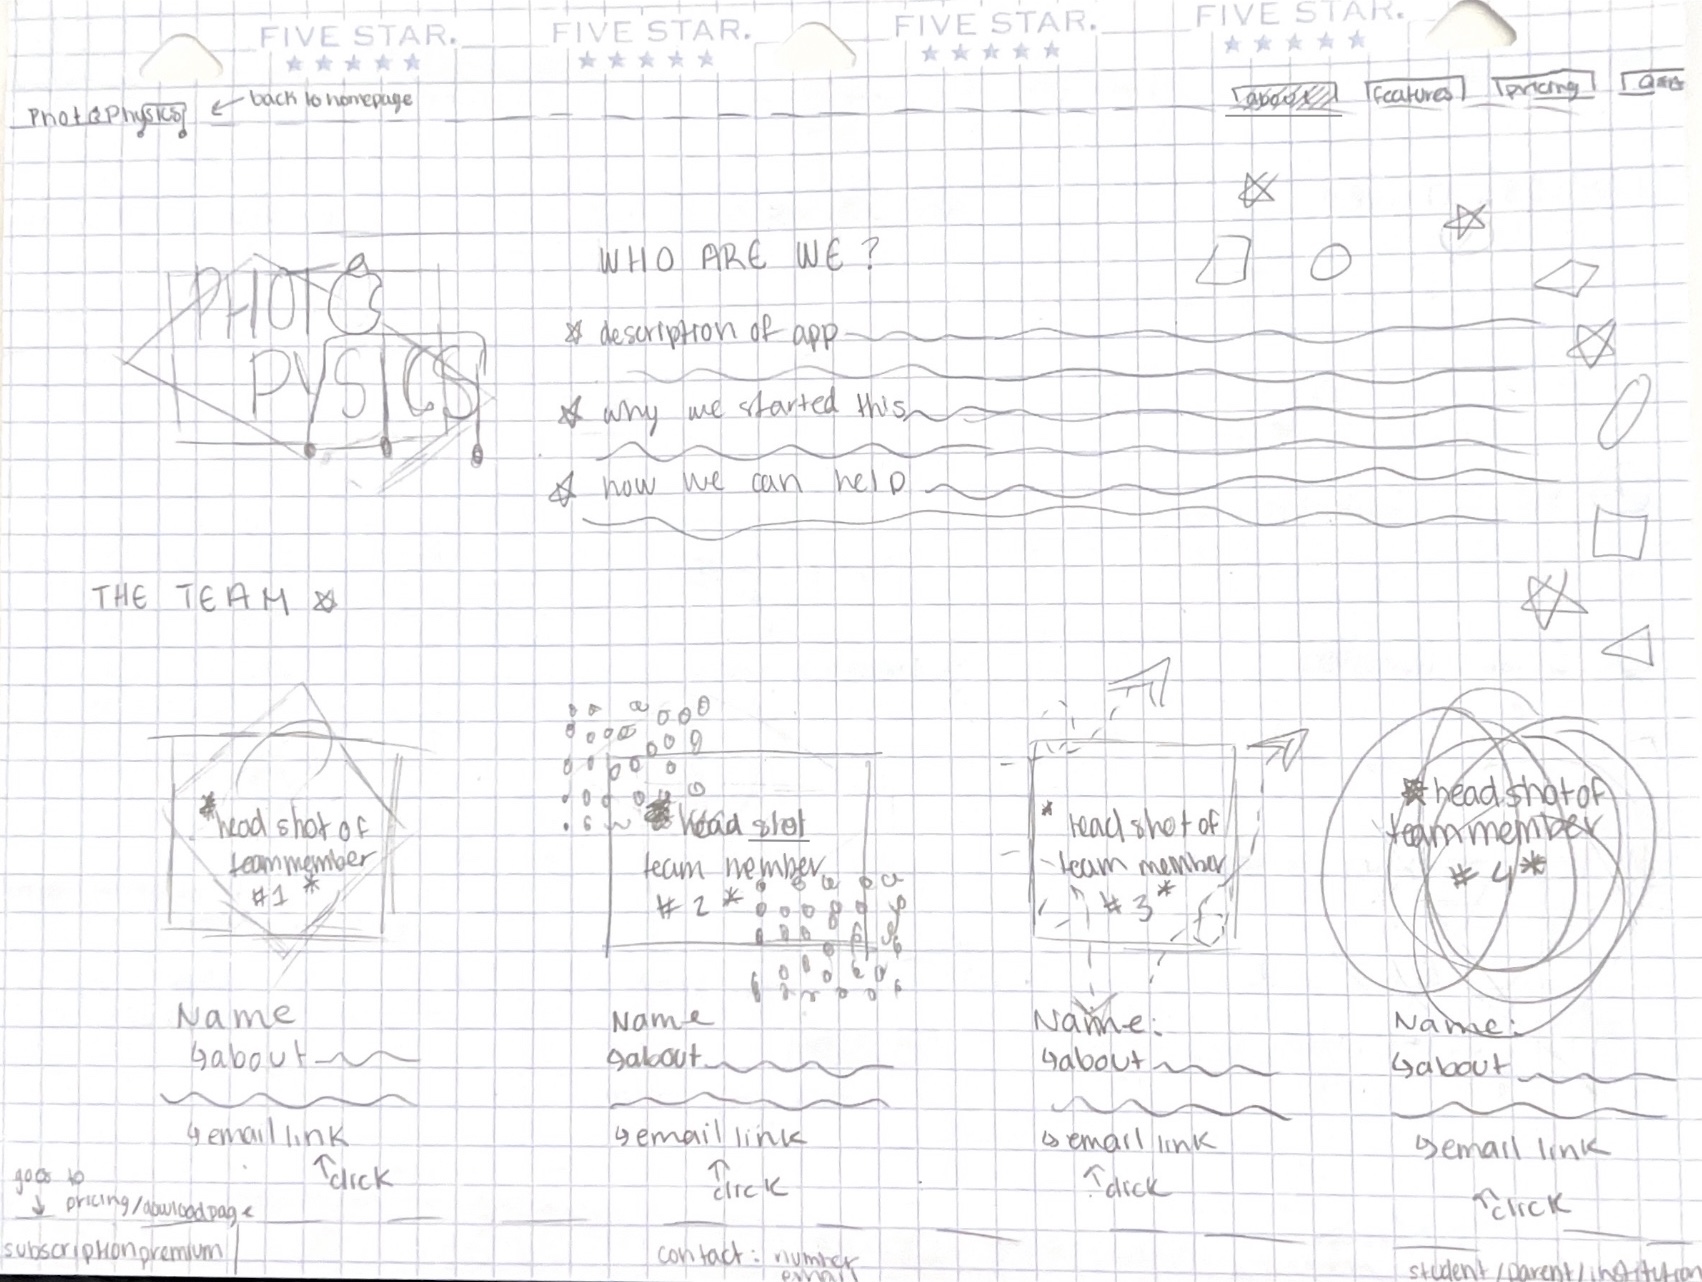 FIVE STAR. FIVE STAR. FIVE STAR. FIVE STAR.
PhotoPhysics
back to homepage
about features pricing Q&A
PHOTO
PYSICS
WHO ARE WE?
description of app
why we started this
how we can help
THE TEAM
*head shot of
team member
#1*
*head shot
team member
#2*
*head shot of
team member
#3*
*head shot of
team member
#4*
Name
about
email link
click
Name
about
email link
click
Name:
about
email link
click
Name:
about
email link
click
goes to
pricing/download page
subscription premium
contact: number
email
student/parent/institution